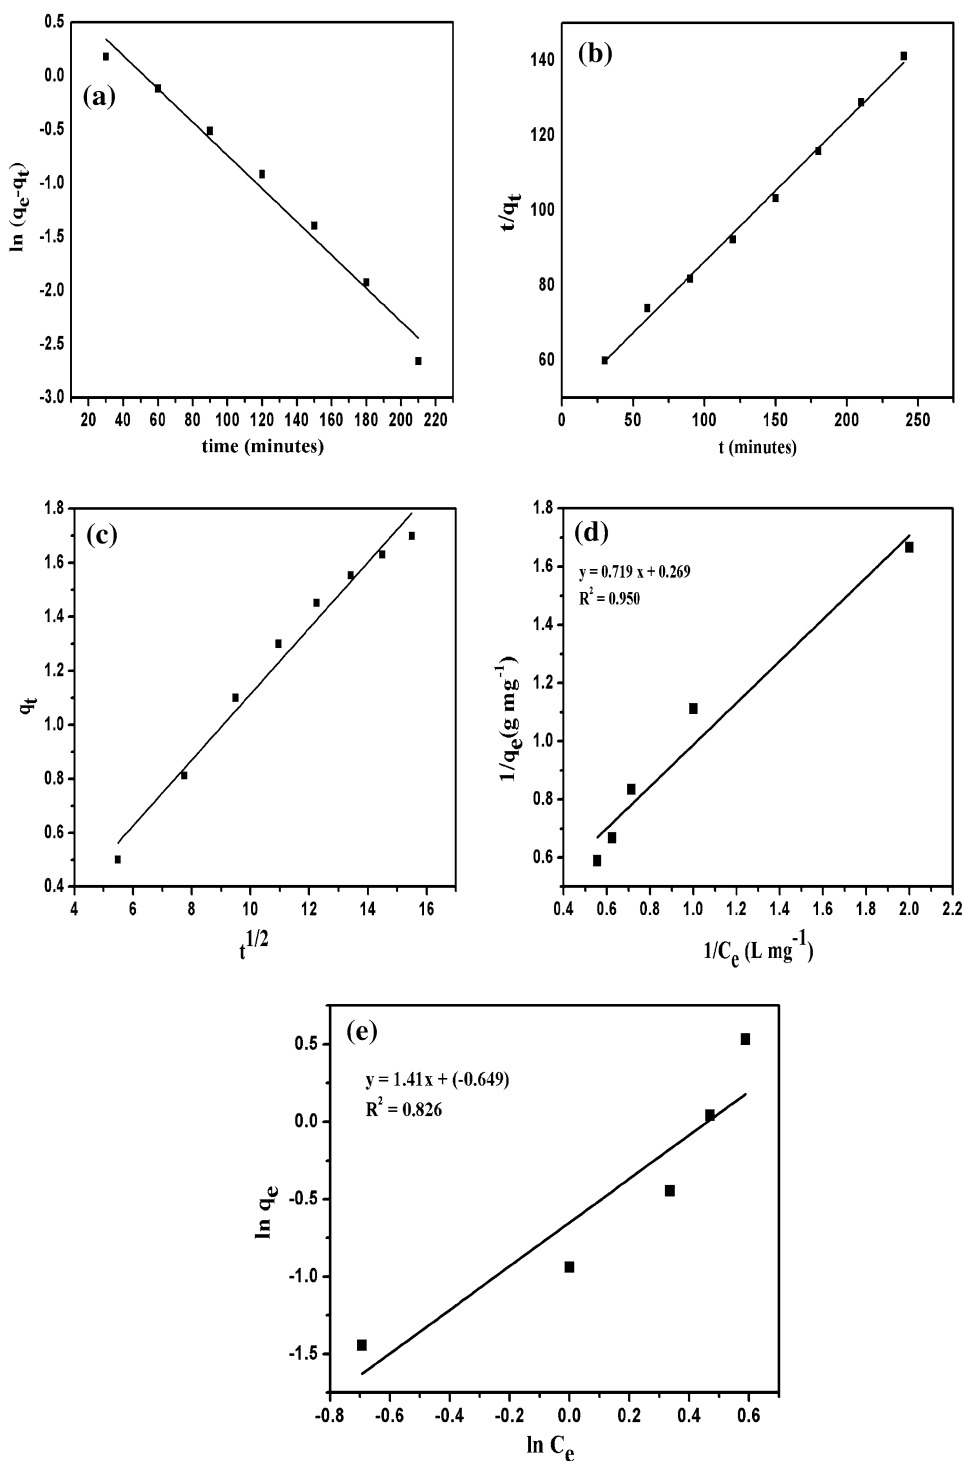 (a)
ln (qe-qt)
0.5
0.0
-0.5
-1.0
-1.5
-2.0
-2.5
-3.0
20 40 60 80 100 120 140 160 180 200 220
time (minutes)
(b)
t/qt
140
120
100
80
60
0 50 100 150 200 250
t (minutes)
(c)
qt
1.8
1.6
1.4
1.2
1.0
0.8
0.6
0.4
4 6 8 10 12 14 16
t1/2
(d)
y = 0.719 x + 0.269
R2 = 0.950
1/qe(g mg-1)
1.8
1.6
1.4
1.2
1.0
0.8
0.6
0.4 0.6 0.8 1.0 1.2 1.4 1.6 1.8 2.0 2.2
1/Ce (L mg-1)
(e)
y = 1.41x + (-0.649)
R2 = 0.826
ln qe
0.5
0.0
-0.5
-1.0
-1.5
-0.8 -0.6 -0.4 -0.2 0.0 0.2 0.4 0.6
ln Ce